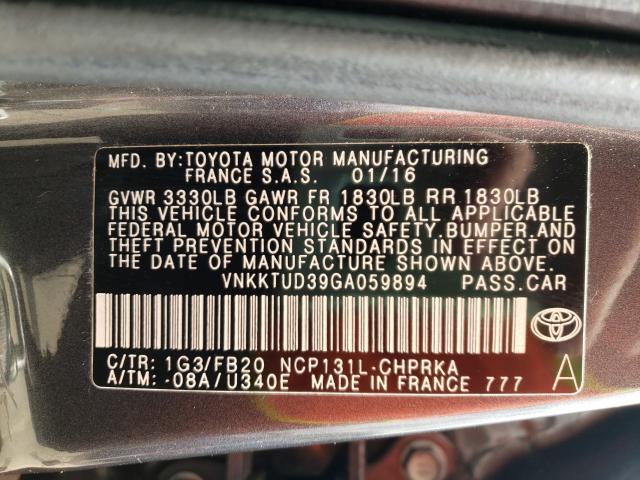 MFD. BY:TOYOTA MOTOR MANUFACTURING
FRANCE S.A.S. 01/16
GVWR 3330LB GAWR FR 1830LB RR 1830LB
THIS VEHICLE CONFORMS TO ALL APPLICABLE
FEDERAL MOTOR VEHICLE SAFETY,BUMPER,AND
THEFT PREVENTION STANDARDS IN EFFECT ON
THE DATE OF MANUFACTURE SHOWN ABOVE.
VNKKTUD39GA059894 PASS.CAR
C/TR: 1G3/FB20 NCP131L-CHPRKA
A/TM: -08A/U340E MADE IN FRANCE 777 A